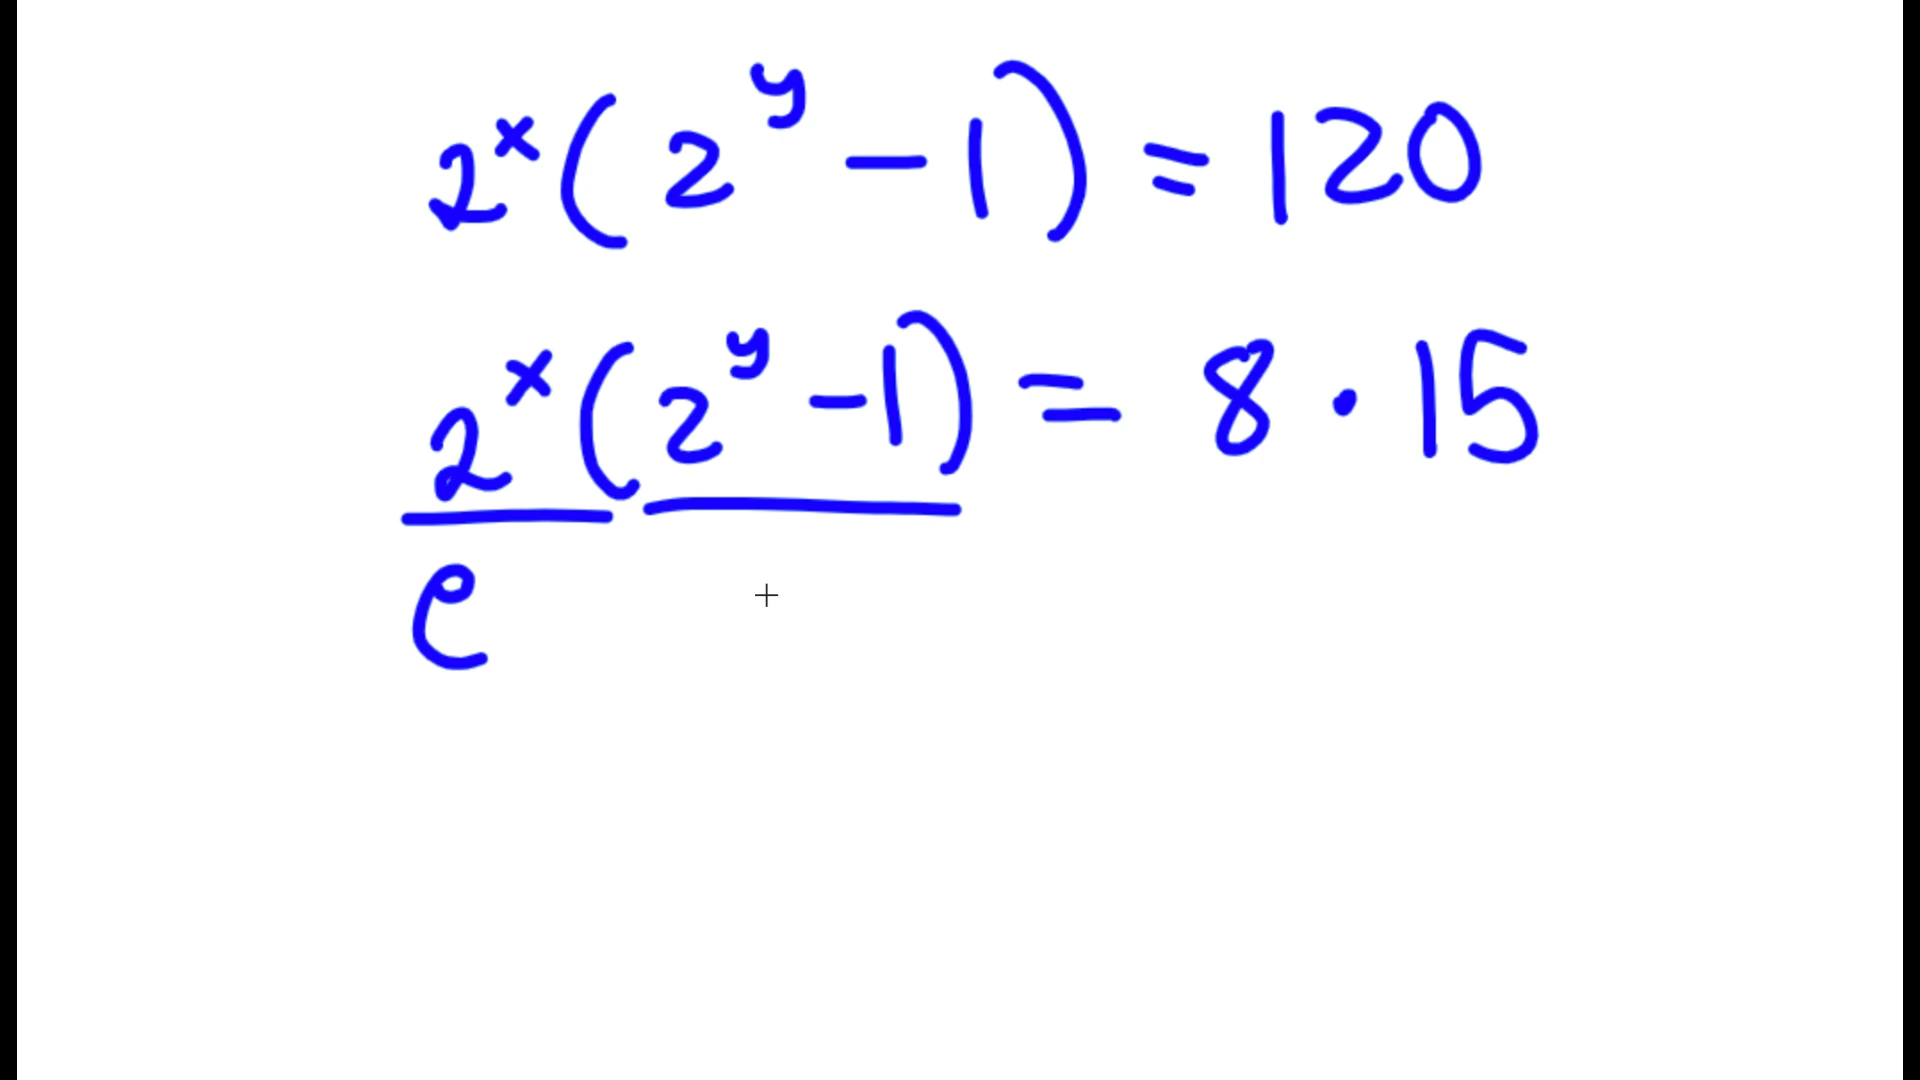 2^x(2^y - 1) = 120
2^x(2^y - 1) = 8 · 15
e